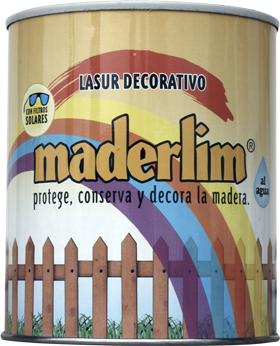 LASUR DECORATIVO
CON FILTROS
SOLARES
maderlim®
al
agua
protege, conserva y decora la madera.